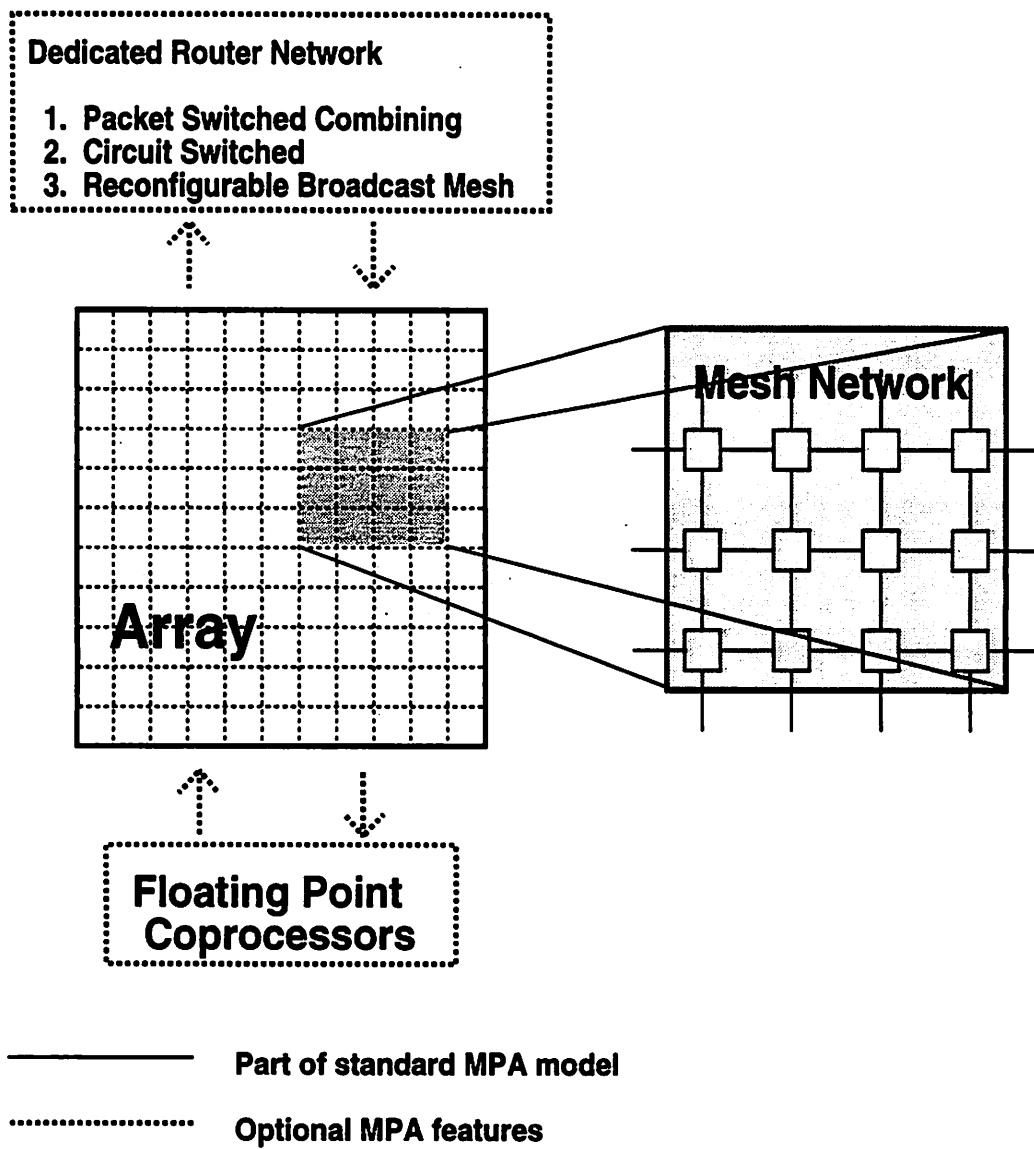 Dedicated Router Network
1. Packet Switched Combining
2. Circuit Switched
3. Reconfigurable Broadcast Mesh
Mesh Network
Array
Floating Point
Coprocessors
Part of standard MPA model
Optional MPA features